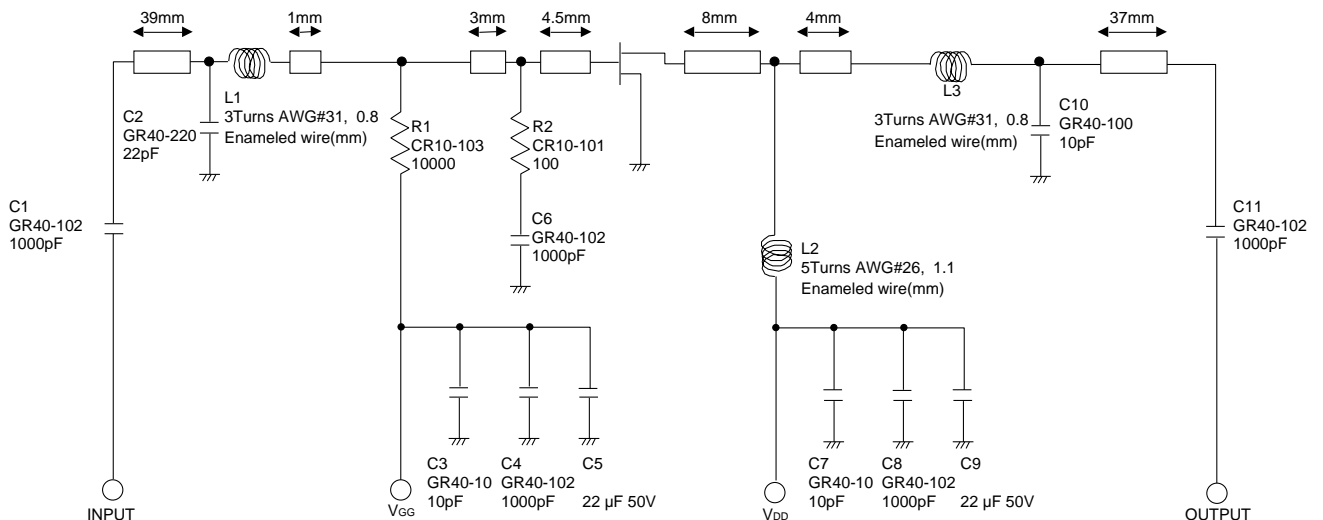 39mm
1mm
3mm
4.5mm
8mm
4mm
37mm
C2
GR40-220
22pF
L1
3Turns AWG#31, 0.8
Enameled wire(mm)
R1
CR10-103
10000
R2
CR10-101
100
L3
3Turns AWG#31, 0.8
Enameled wire(mm)
C10
GR40-100
10pF
C1
GR40-102
1000pF
C6
GR40-102
1000pF
L2
5Turns AWG#26, 1.1
Enameled wire(mm)
C11
GR40-102
1000pF
C3
GR40-10
10pF
C4
GR40-102
1000pF
C5
22 µF 50V
C7
GR40-10
10pF
C8
GR40-102
1000pF
C9
22 µF 50V
INPUT
VGG
VDD
OUTPUT